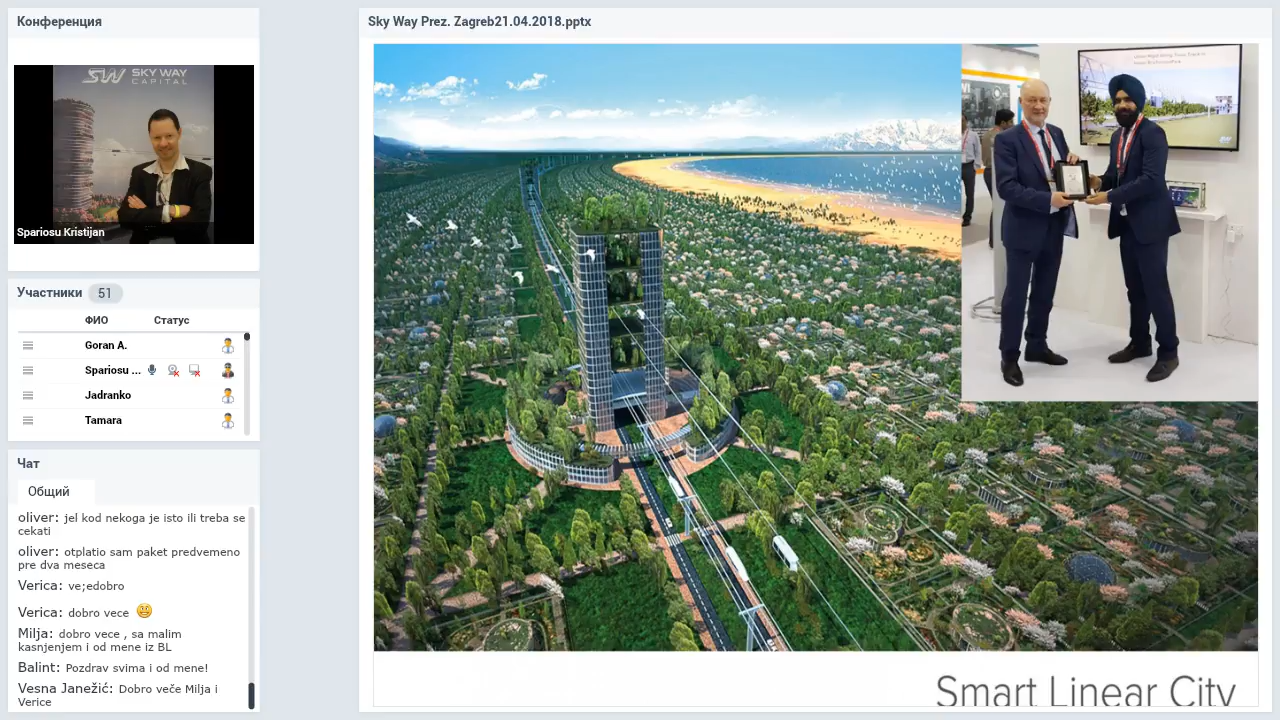 Конференция
SKY WAY
CAPITAL
Spariosu Kristijan
Участники 51
ФИО Статус
Goran A.
Spariosu ...
Jadranko
Tamara
Чат
Общий
oliver: jel kod nekoga je isto ili treba se
cekati
oliver: otplatio sam paket predvemeno
pre dva meseca
Verica: ve;edobro
Verica: dobro vece
Milja: dobro vece , sa malim
kasnjenjem i od mene iz BL
Balint: Pozdrav svima i od mene!
Vesna Janežić: Dobro veče Milja i
Verice
Sky Way Prez. Zagreb21.04.2018.pptx
Smart Linear City